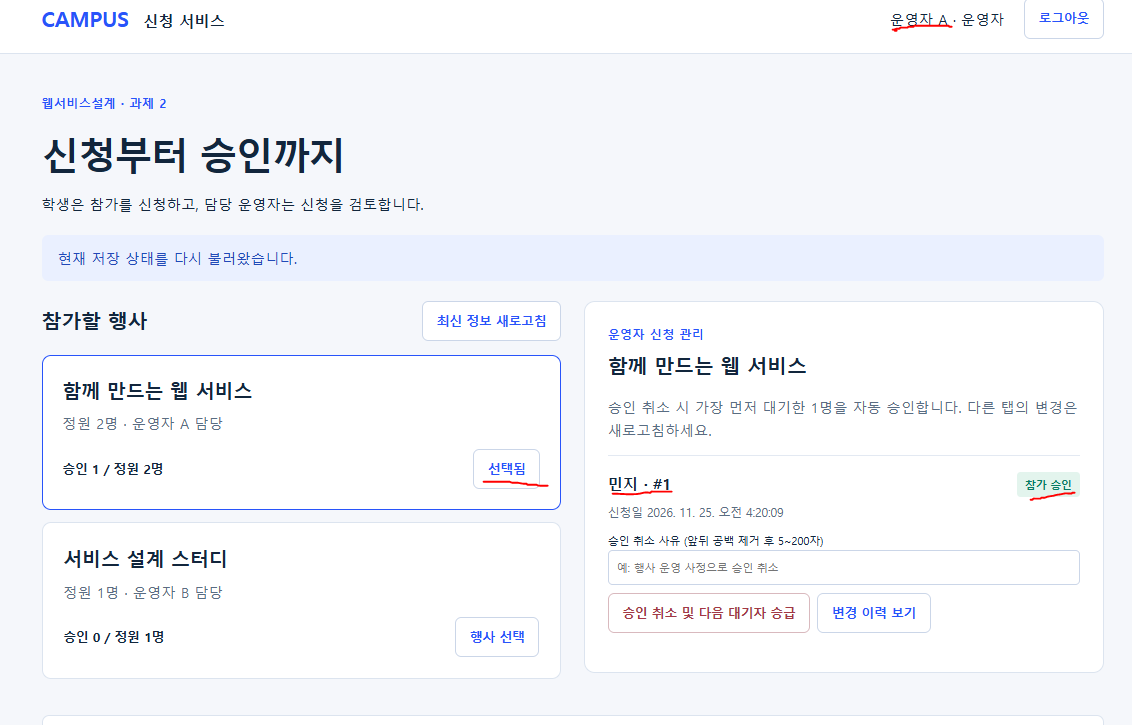 CAMPUS 신청 서비스
운영자 A · 운영자
로그아웃
웹서비스설계 · 과제 2
신청부터 승인까지
학생은 참가를 신청하고, 담당 운영자는 신청을 검토합니다.
현재 저장 상태를 다시 불러왔습니다.
참가할 행사
최신 정보 새로고침
함께 만드는 웹 서비스
정원 2명 · 운영자 A 담당
승인 1 / 정원 2명
선택됨
서비스 설계 스터디
정원 1명 · 운영자 B 담당
승인 0 / 정원 1명
행사 선택
운영자 신청 관리
함께 만드는 웹 서비스
승인 취소 시 가장 먼저 대기한 1명을 자동 승인합니다. 다른 탭의 변경은
새로고침하세요.
민지 · #1
참가 승인
신청일 2026. 11. 25. 오전 4:20:09
승인 취소 사유 (앞뒤 공백 제거 후 5~200자)
예: 행사 운영 사정으로 승인 취소
승인 취소 및 다음 대기자 승급
변경 이력 보기